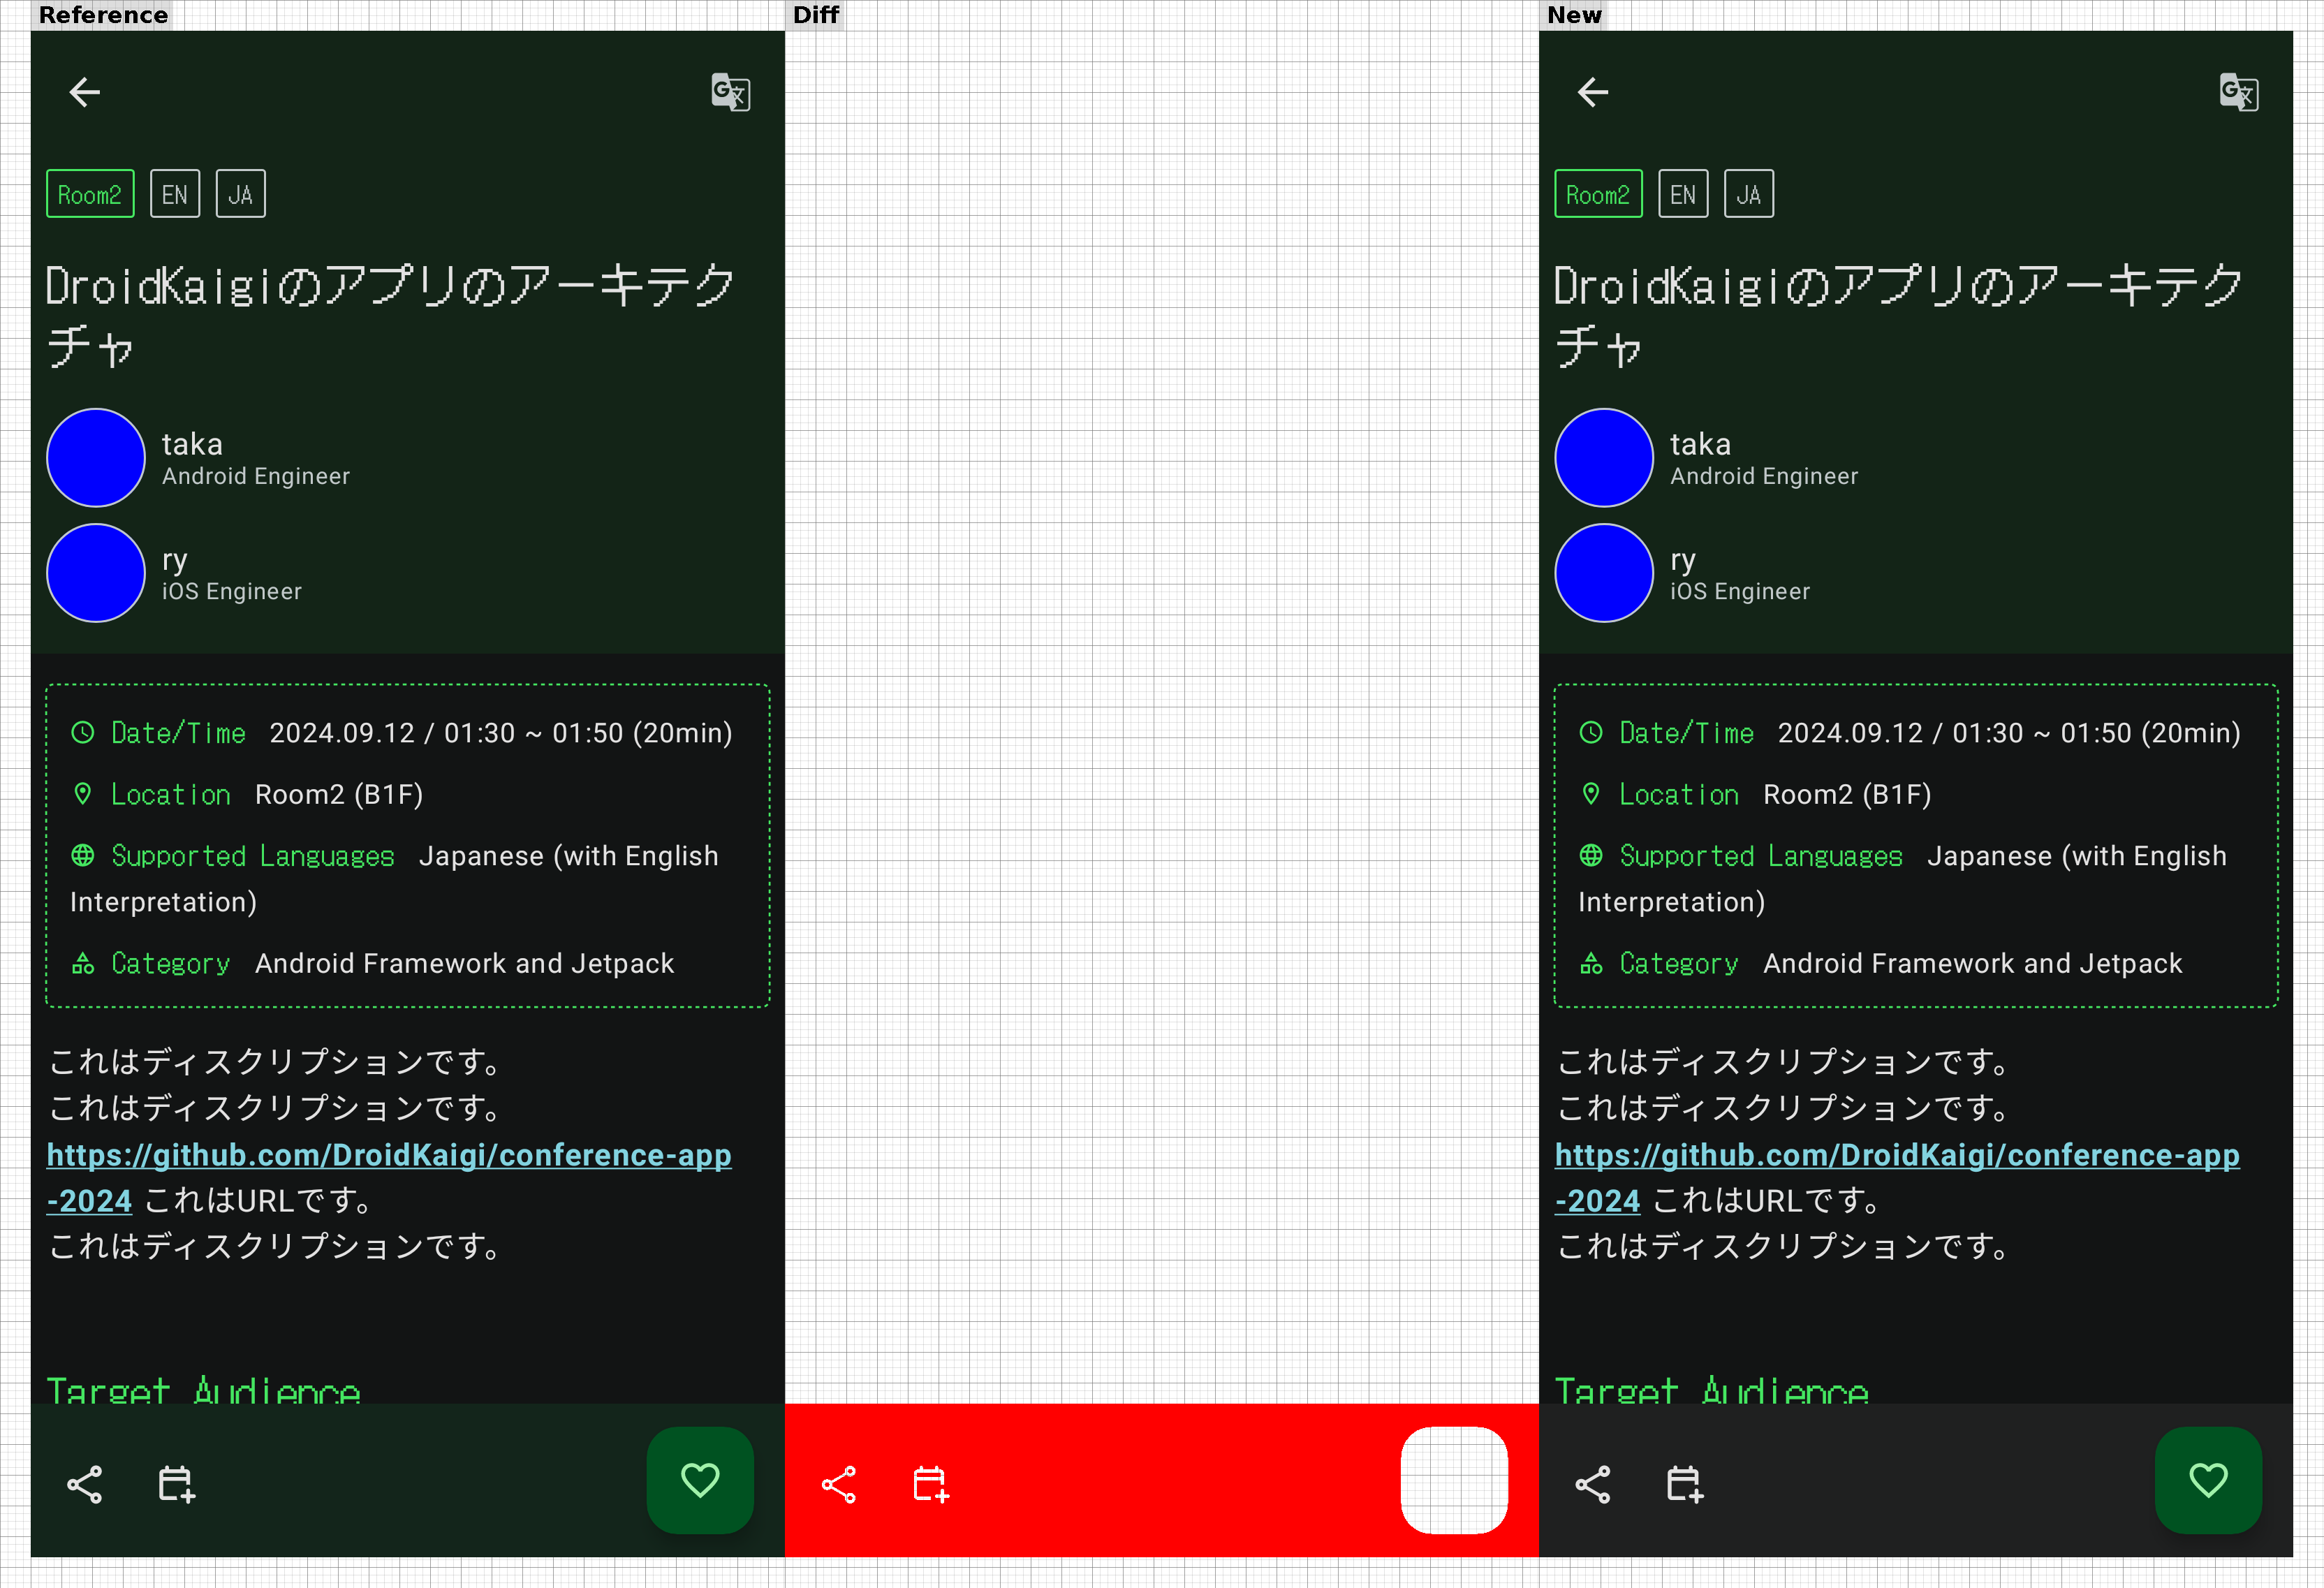 Reference
Diff
New
Room2 EN JA
DroidKaigiのアプリのアーキテク
チャ
taka
Android Engineer
ry
iOS Engineer
Date/Time 2024.09.12 / 01:30 ~ 01:50 (20min)
Location Room2 (B1F)
Supported Languages Japanese (with English
Interpretation)
Category Android Framework and Jetpack
これはディスクリプションです。
これはディスクリプションです。
https://github.com/DroidKaigi/conference-app
-2024 これはURLです。
これはディスクリプションです。
Target Audience
Room2 EN JA
DroidKaigiのアプリのアーキテク
チャ
taka
Android Engineer
ry
iOS Engineer
Date/Time 2024.09.12 / 01:30 ~ 01:50 (20min)
Location Room2 (B1F)
Supported Languages Japanese (with English
Interpretation)
Category Android Framework and Jetpack
これはディスクリプションです。
これはディスクリプションです。
https://github.com/DroidKaigi/conference-app
-2024 これはURLです。
これはディスクリプションです。
Target Audience